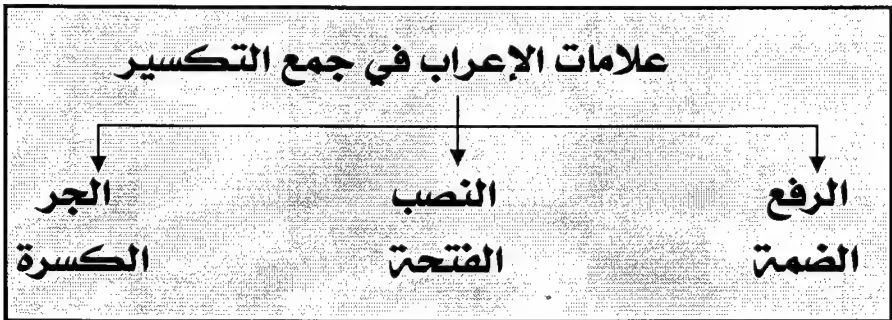 علامات الإعراب في جمع التكسير
الرفع النصب الجر
الضمة الفتحة الكسرة